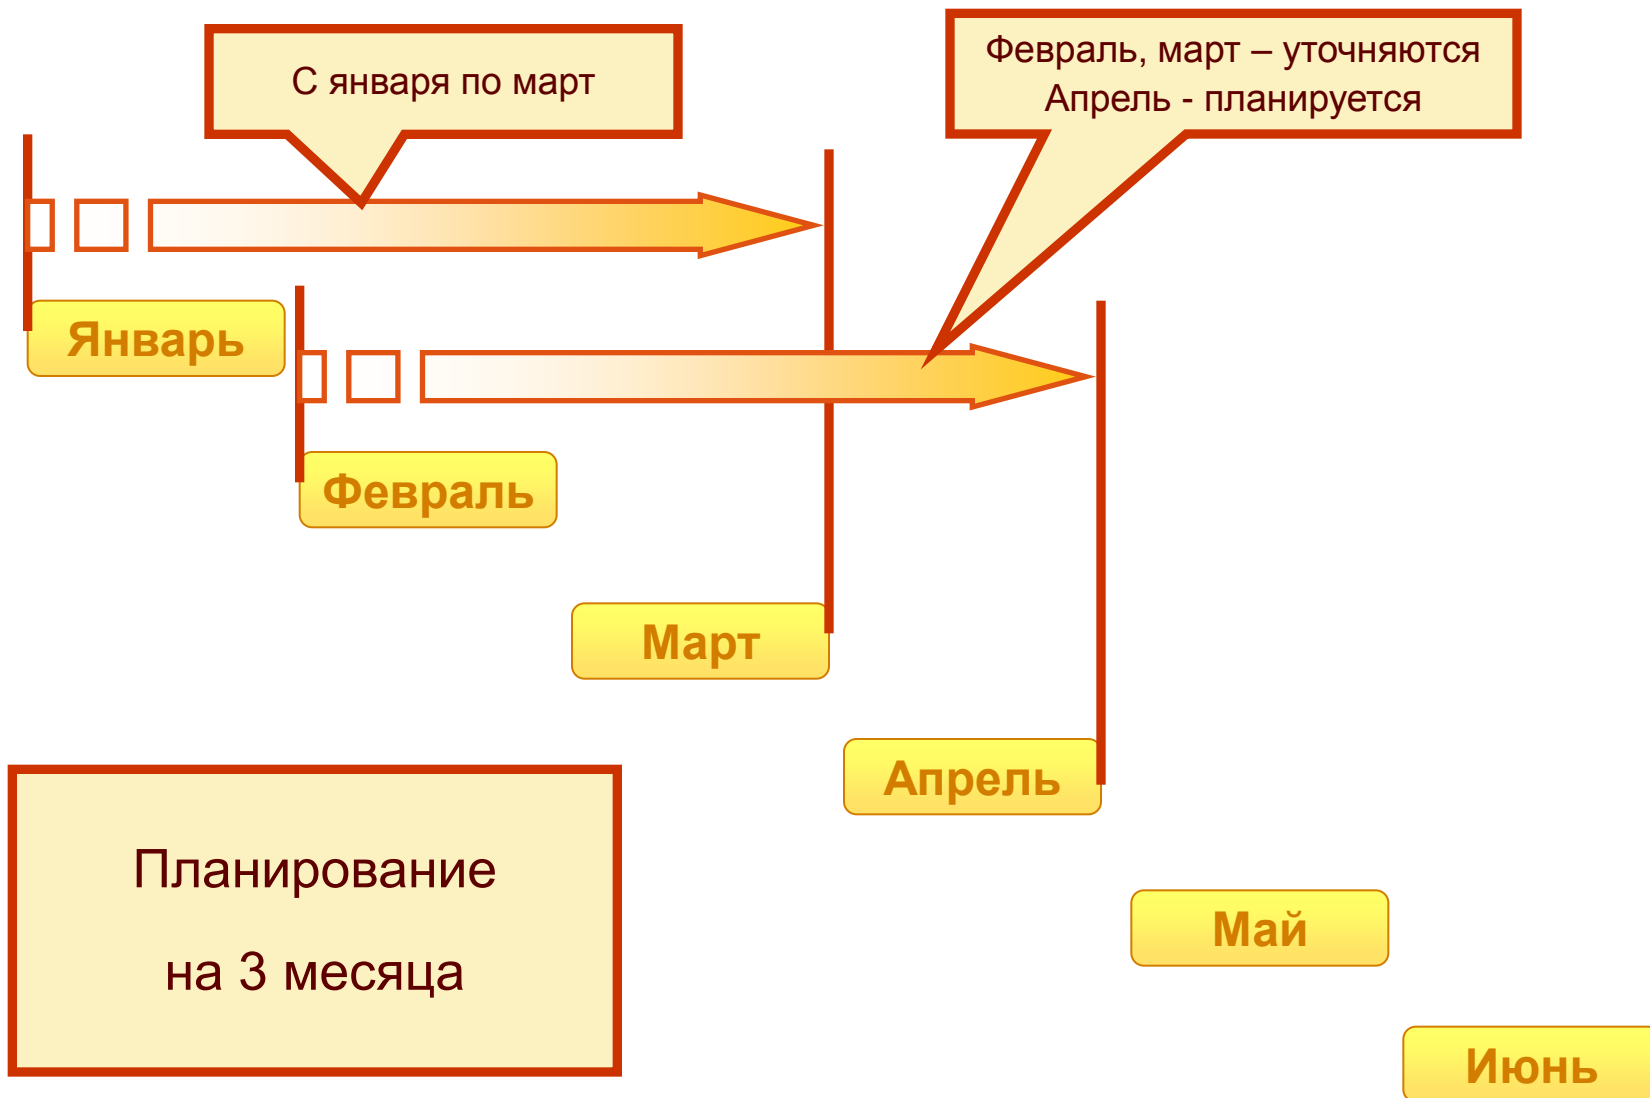 С января по март
Февраль, март – уточняются
Апрель - планируется
Январь
Февраль
Март
Апрель
Планирование
на 3 месяца
Май
Июнь